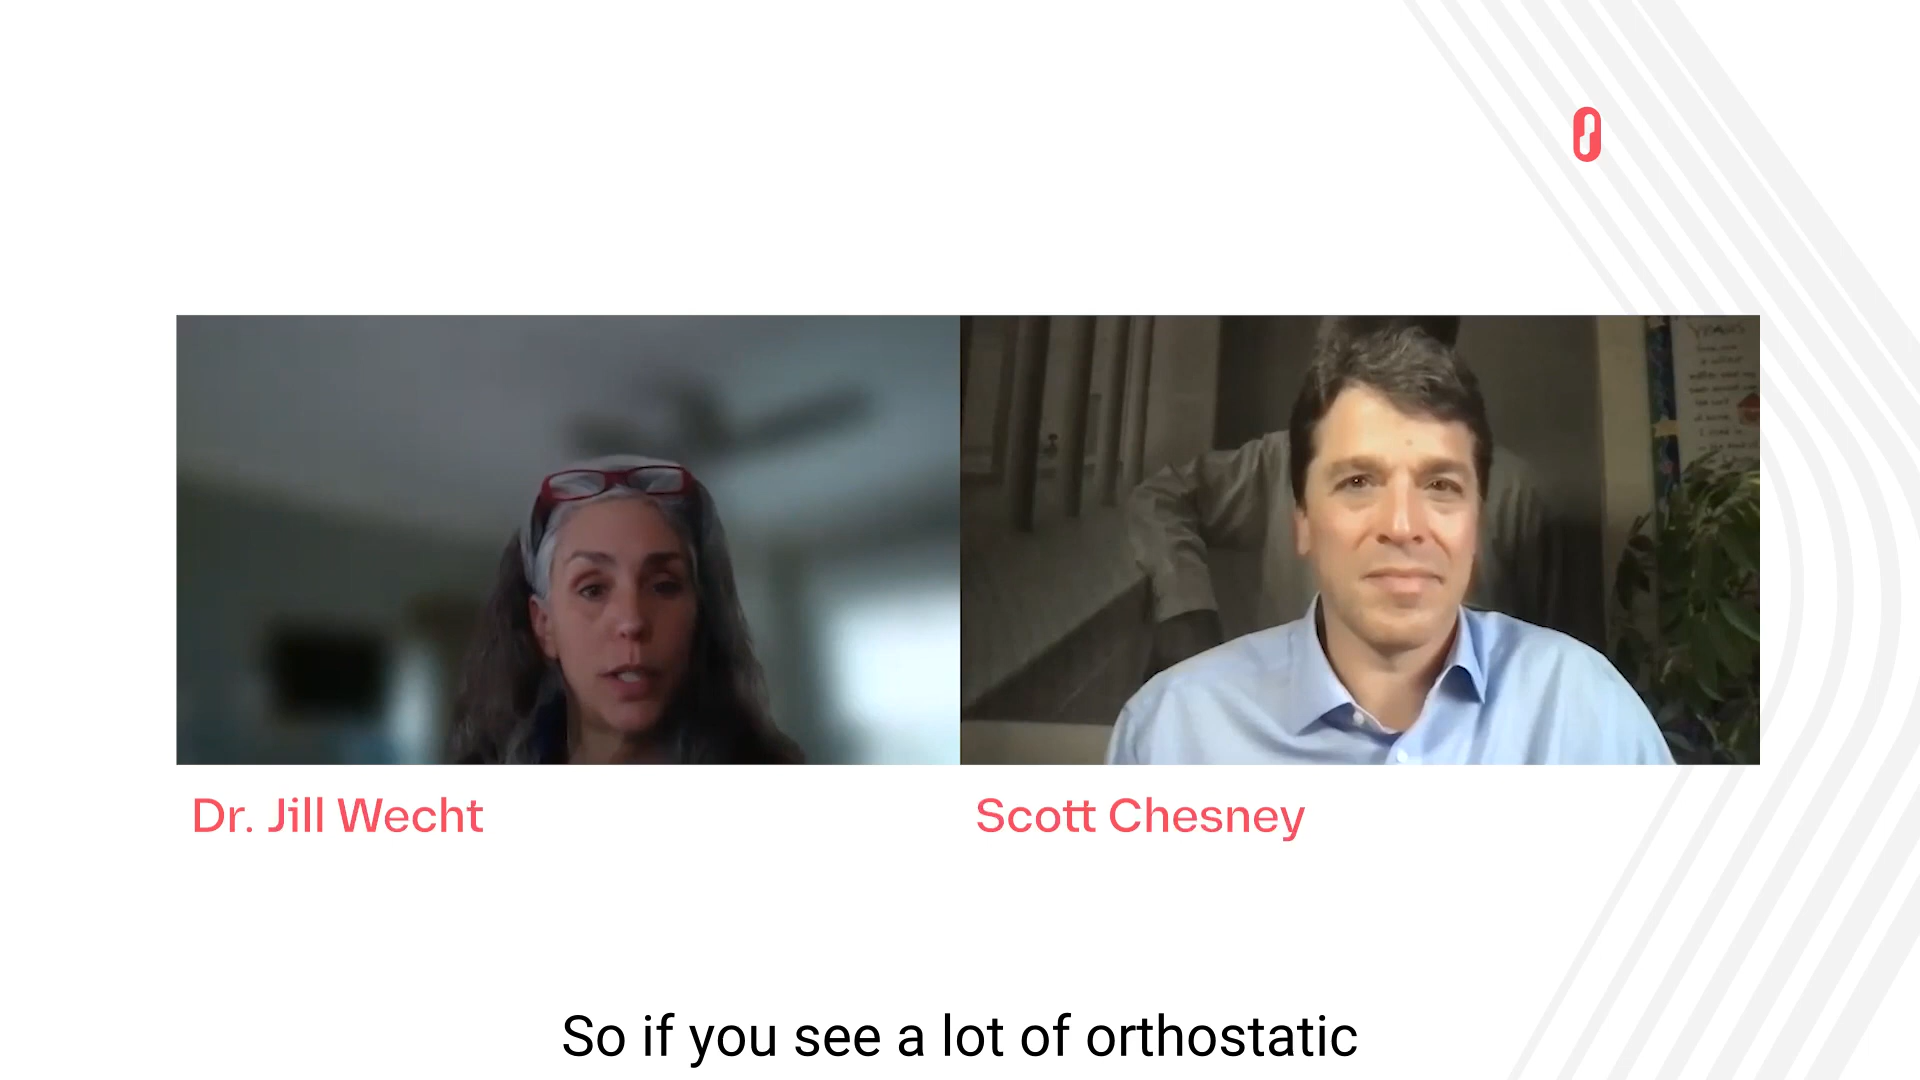 Dr. Jill Wecht
Scott Chesney
So if you see a lot of orthostatic